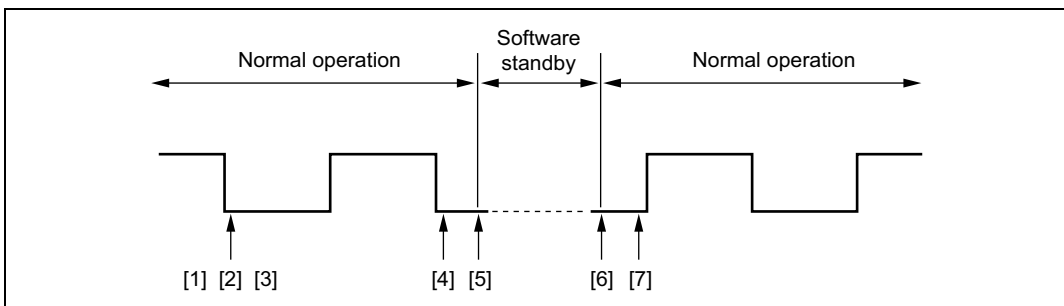 Software
standby
Normal operation
Normal operation
[1] [2] [3] [4] [5] [6] [7]